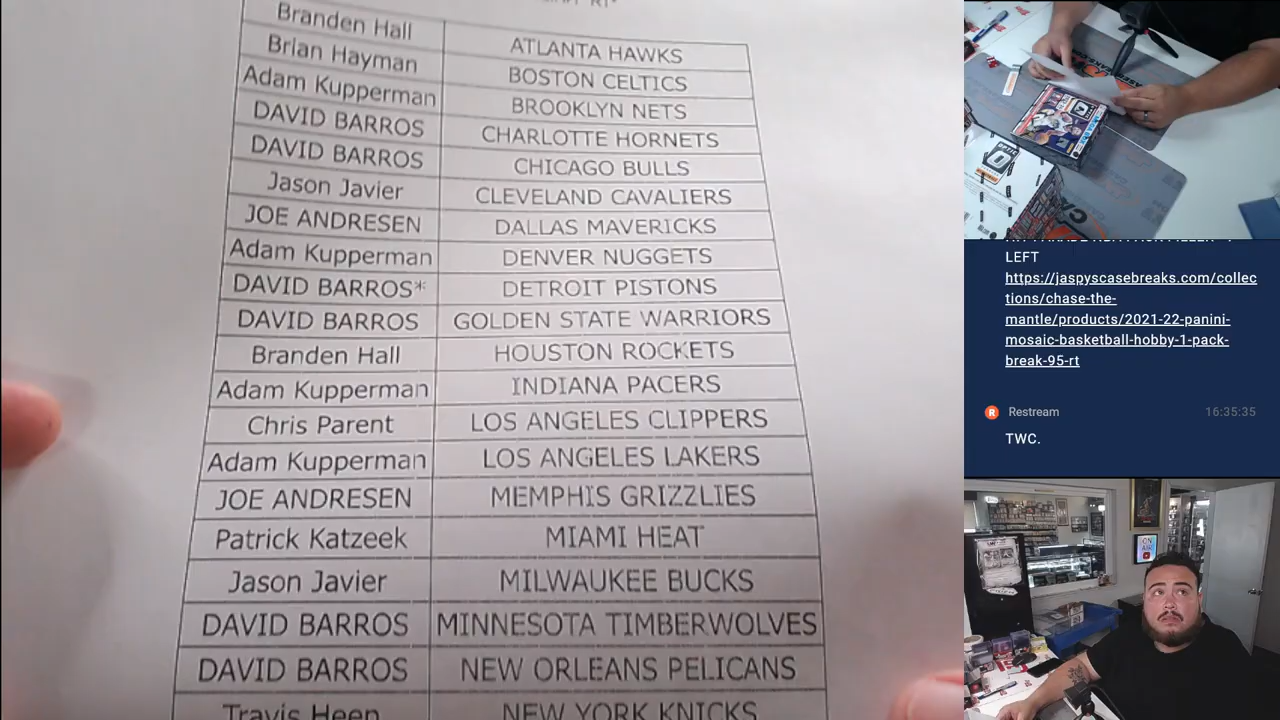 Branden Hall
ATLANTA HAWKS
Brian Hayman
BOSTON CELTICS
Adam Kupperman
BROOKLYN NETS
DAVID BARROS
CHARLOTTE HORNETS
DAVID BARROS
CHICAGO BULLS
Jason Javier
CLEVELAND CAVALIERS
JOE ANDRESEN
DALLAS MAVERICKS
Adam Kupperman
DENVER NUGGETS
DAVID BARROS*
DETROIT PISTONS
DAVID BARROS
GOLDEN STATE WARRIORS
Branden Hall
HOUSTON ROCKETS
Adam Kupperman
INDIANA PACERS
Chris Parent
LOS ANGELES CLIPPERS
Adam Kupperman
LOS ANGELES LAKERS
JOE ANDRESEN
MEMPHIS GRIZZLIES
Patrick Katzeek
MIAMI HEAT
Jason Javier
MILWAUKEE BUCKS
DAVID BARROS
MINNESOTA TIMBERWOLVES
DAVID BARROS
NEW ORLEANS PELICANS
Travis Heen
NEW YORK KNICKS
LEFT
https://jaspyscasebreaks.com/collec
tions/chase-the-
mantle/products/2021-22-panini-
mosaic-basketball-hobby-1-pack-
break-95-rt
R
Restream
16:35:35
TWC.
OPTIC
ON
AIR